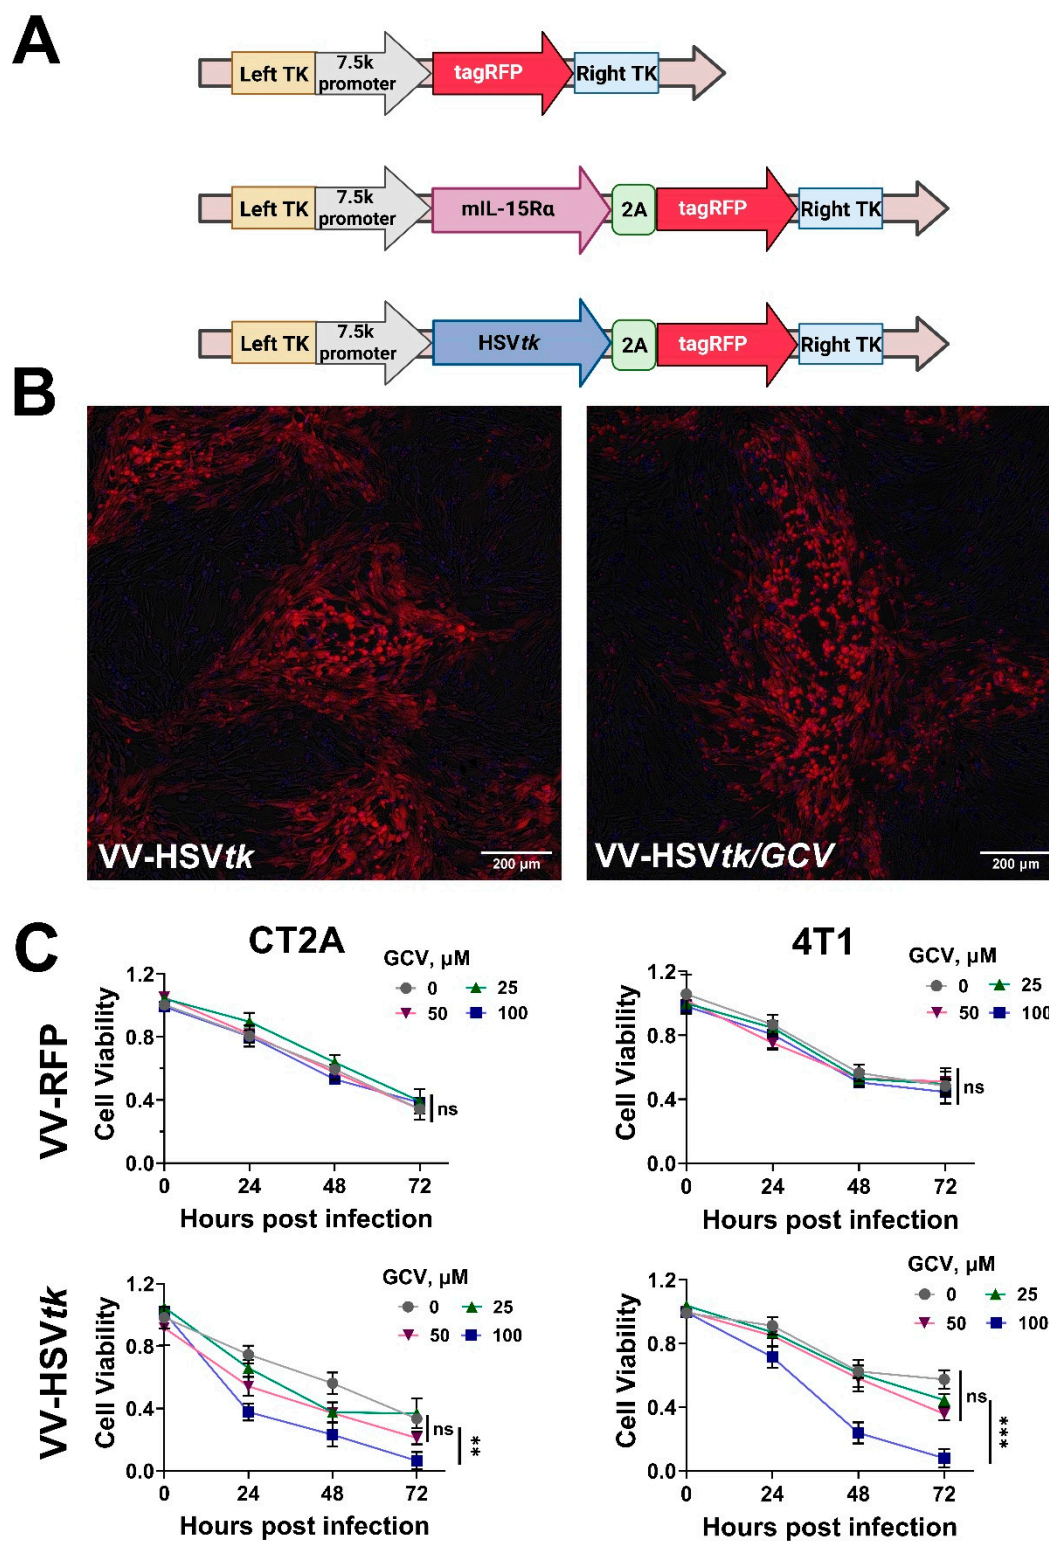 A
Left TK 7.5k promoter tagRFP Right TK
Left TK 7.5k promoter mIL-15Rα 2A tagRFP Right TK
Left TK 7.5k promoter HSVtk 2A tagRFP Right TK
B
VV-HSVtk 200 µm
VV-HSVtk/GCV 200 µm
C
CT2A
4T1
VV-RFP
GCV, µM
0 25
50 100
Cell Viability
1.2
0.8
0.4
0.0
ns
0 24 48 72
Hours post infection
GCV, µM
0 25
50 100
Cell Viability
1.2
0.8
0.4
0.0
ns
0 24 48 72
Hours post infection
VV-HSVtk
GCV, µM
0 25
50 100
Cell Viability
1.2
0.8
0.4
0.0
ns
**
0 24 48 72
Hours post infection
GCV, µM
0 25
50 100
Cell Viability
1.2
0.8
0.4
0.0
ns
***
0 24 48 72
Hours post infection